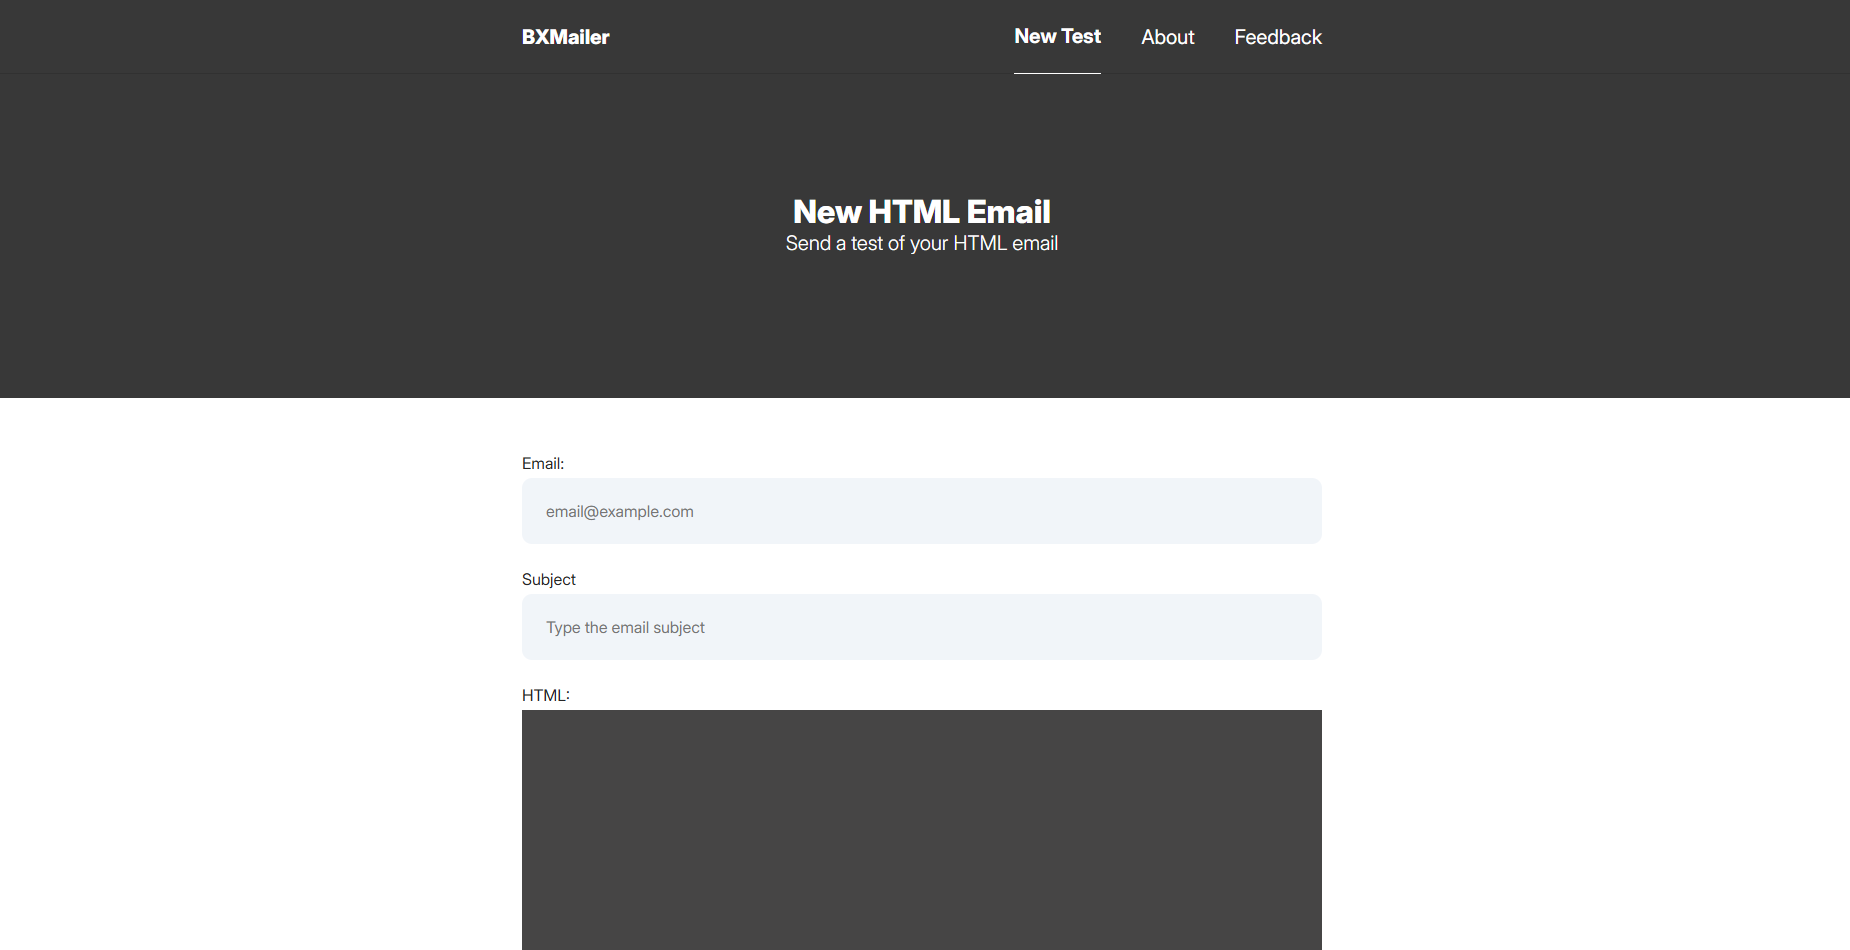 BXMailer
New Test
About
Feedback
New HTML Email
Send a test of your HTML email
Email:
email@example.com
Subject
Type the email subject
HTML: